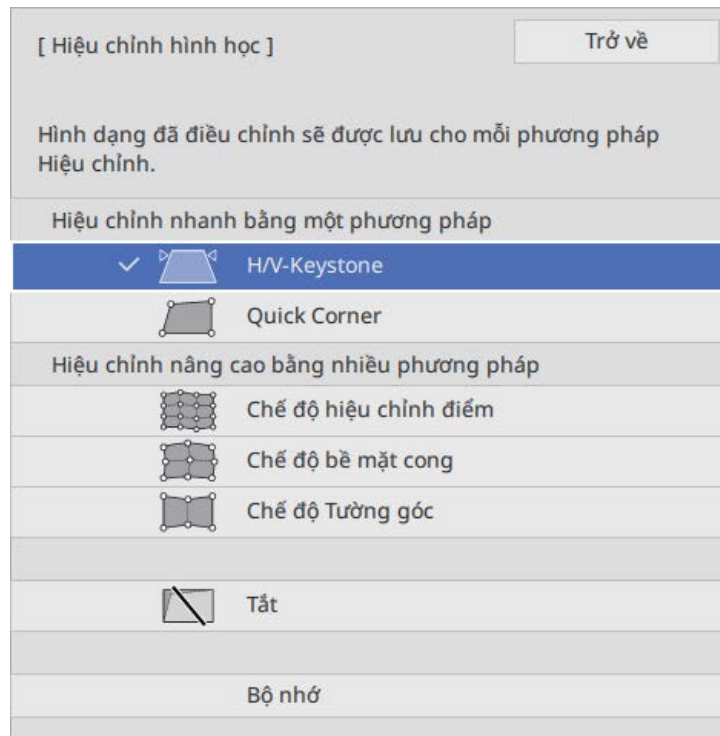 [ Hiệu chỉnh hình học ]
Trở về
Hình dạng đã điều chỉnh sẽ được lưu cho mỗi phương pháp
Hiệu chỉnh.
Hiệu chỉnh nhanh bằng một phương pháp
H/V-Keystone
Quick Corner
Hiệu chỉnh nâng cao bằng nhiều phương pháp
Chế độ hiệu chỉnh điểm
Chế độ bề mặt cong
Chế độ Tường góc
Tắt
Bộ nhớ